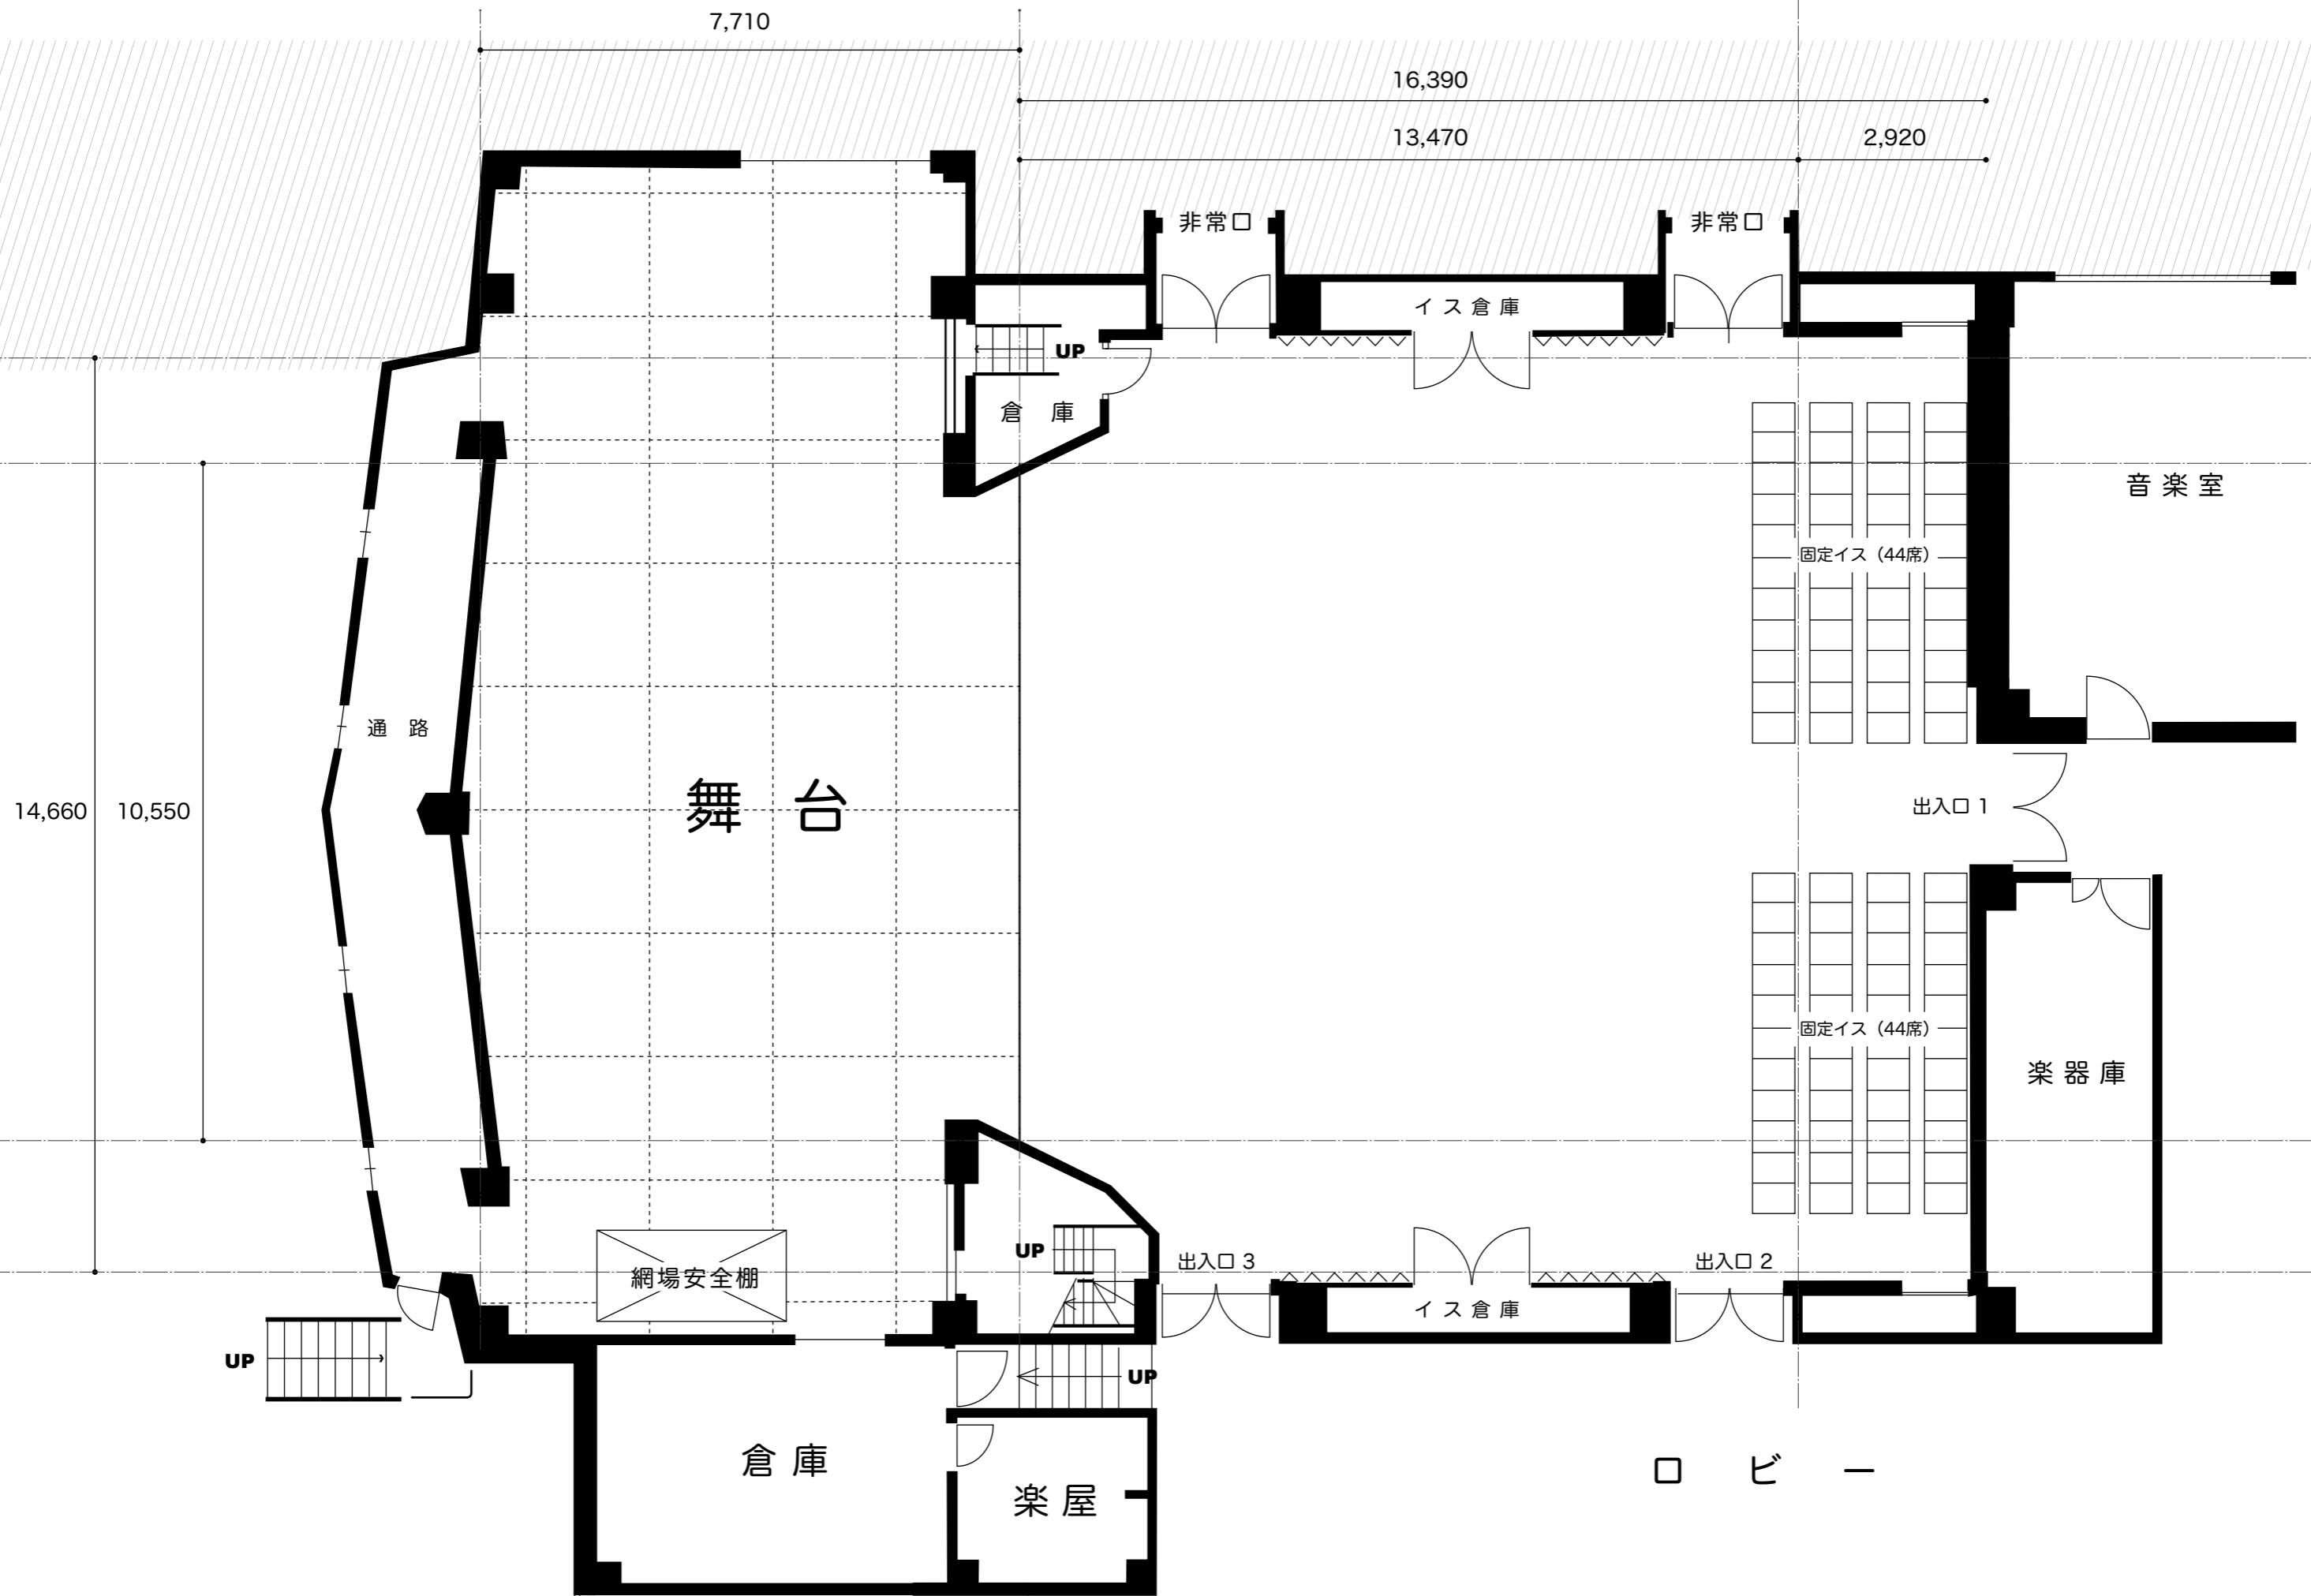 7,710
16,390
13,470
2,920
非常口
非常口
イス倉庫
UP
倉 庫
音楽室
固定イス（44席）
通 路
舞 台
14,660
10,550
出入口 1
固定イス（44席）
楽器庫
UP
出入口 3
出入口 2
網場安全棚
イス倉庫
UP
UP
倉庫
楽屋
ロ ビ ー